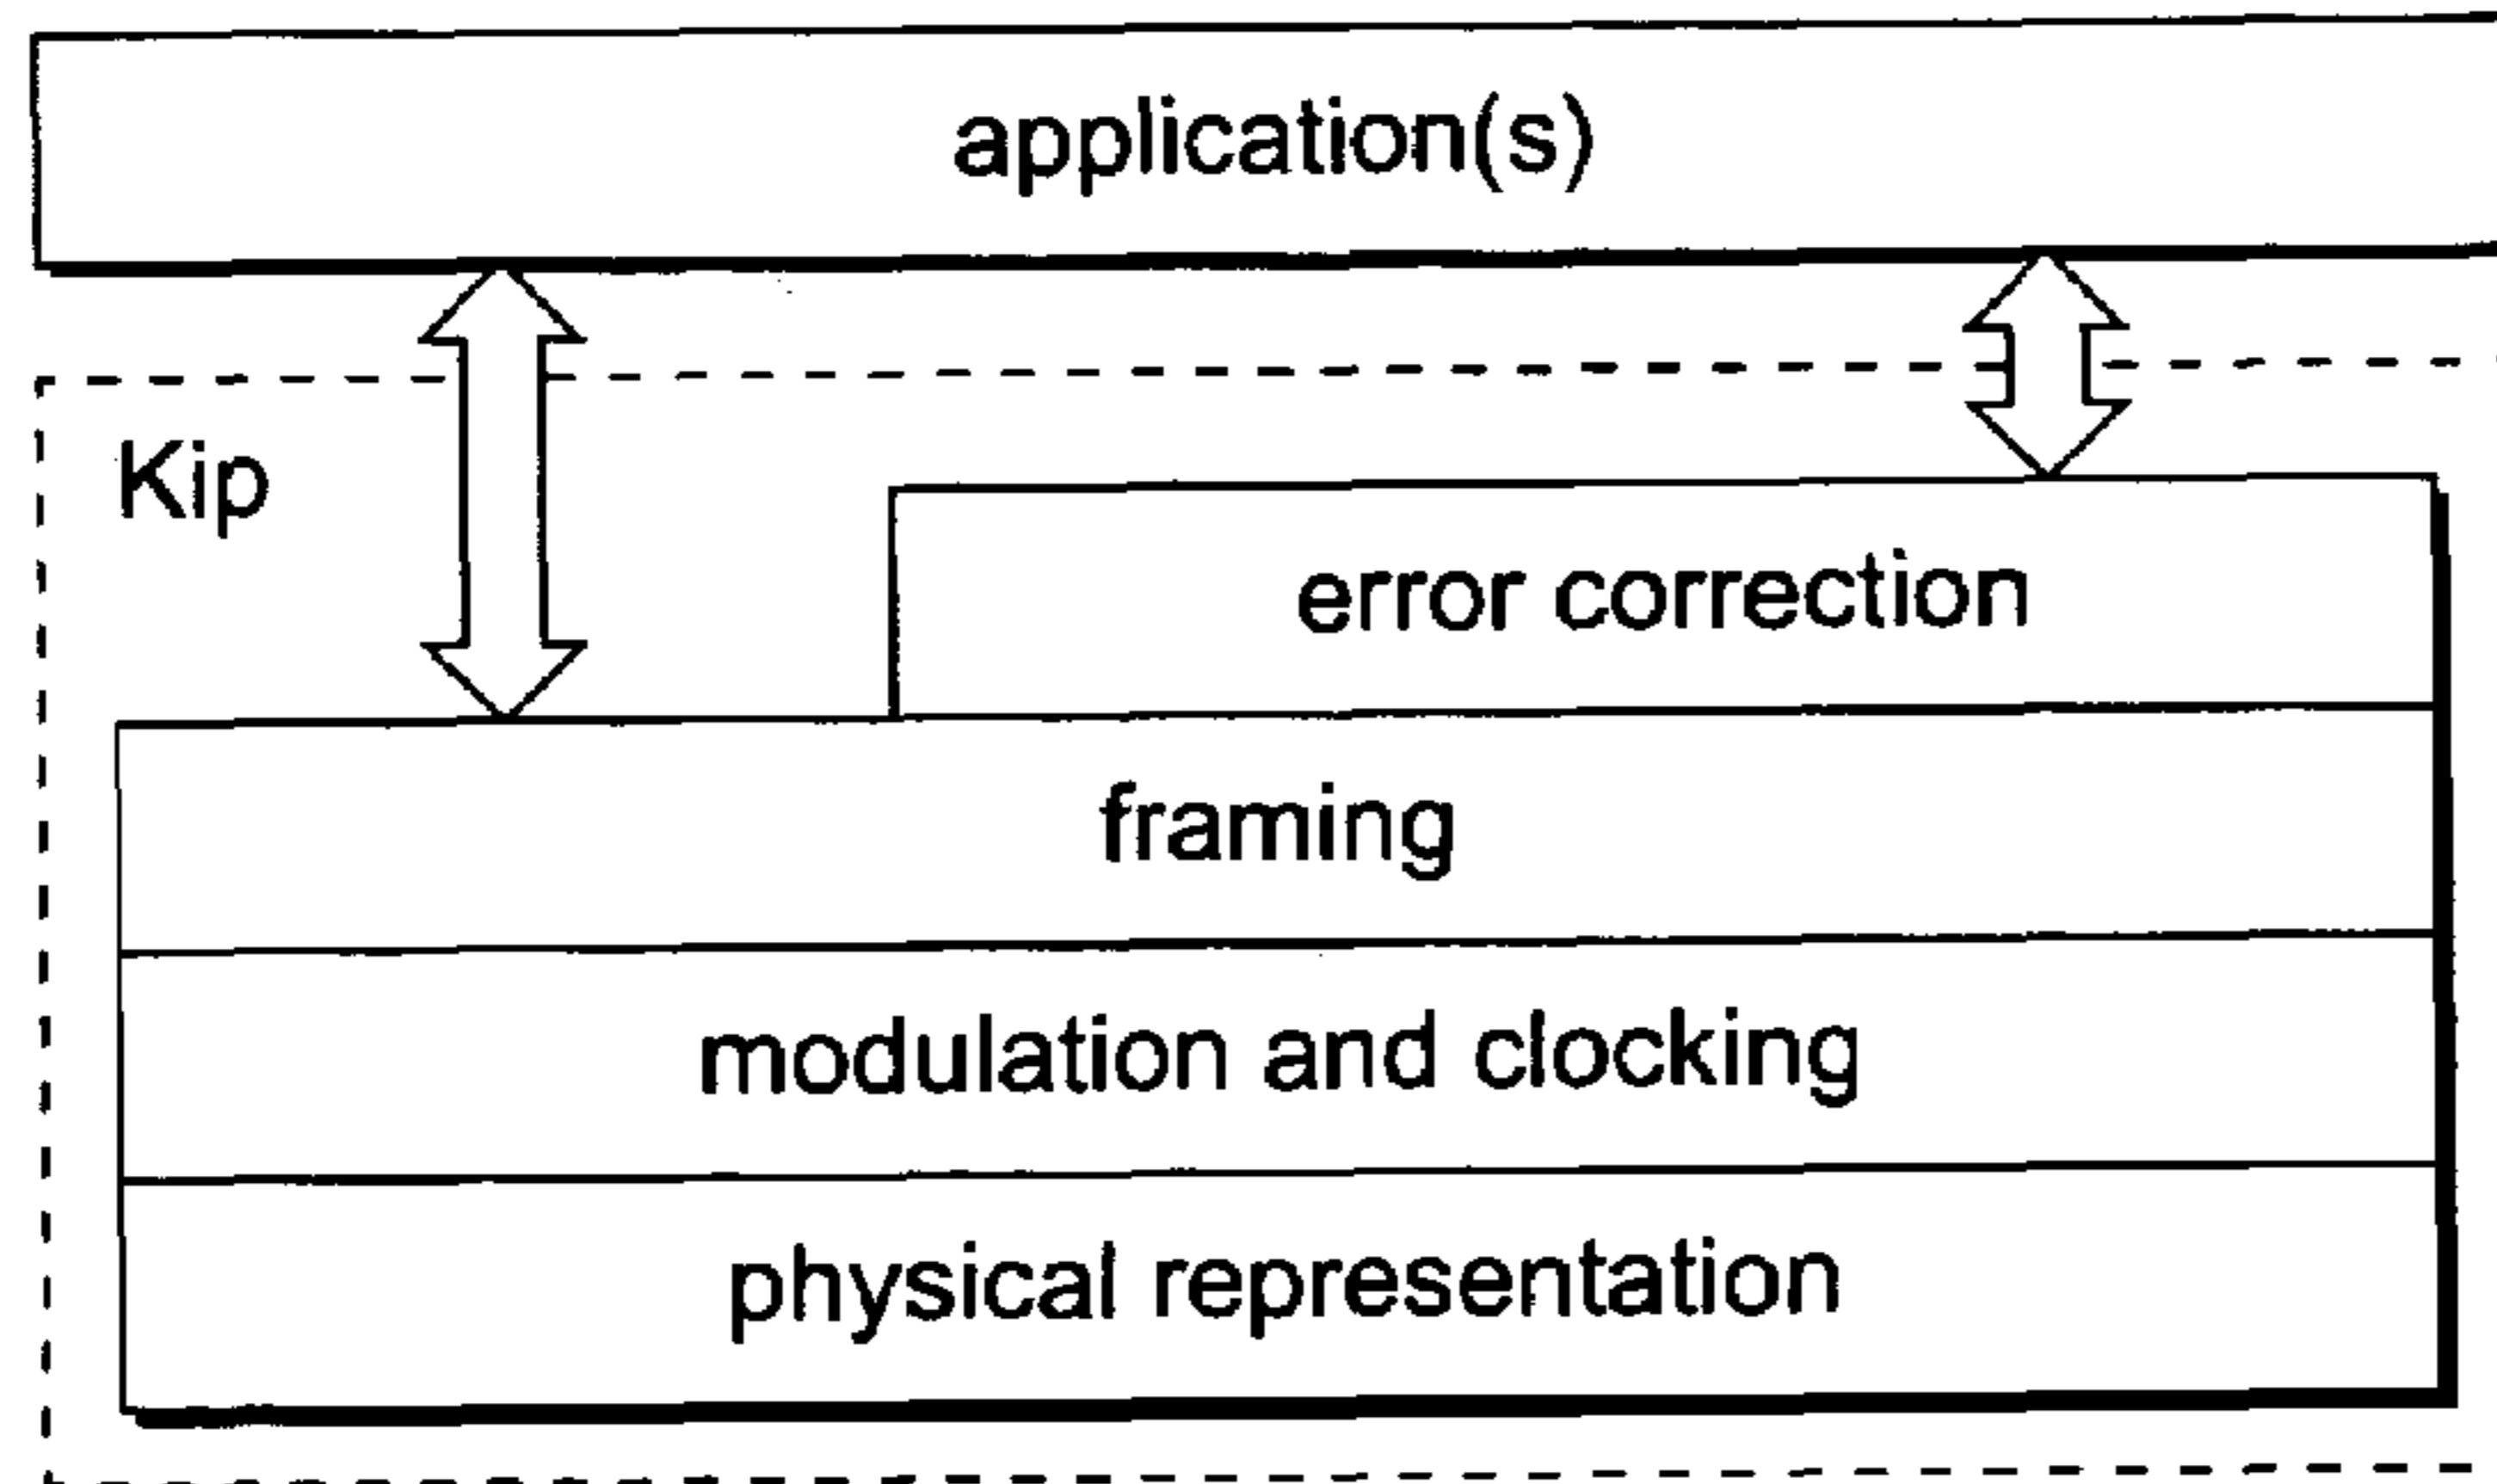 application(s)
Kip
error correction
framing
modulation and clocking
physical representation